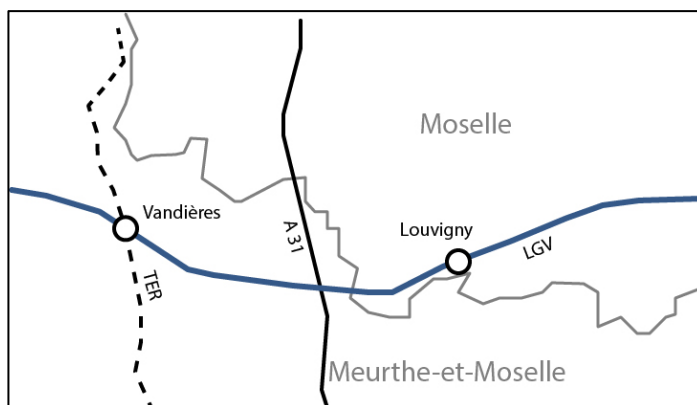 Moselle
Vandières
A 31
Louvigny
LGV
TER
Meurthe-et-Moselle